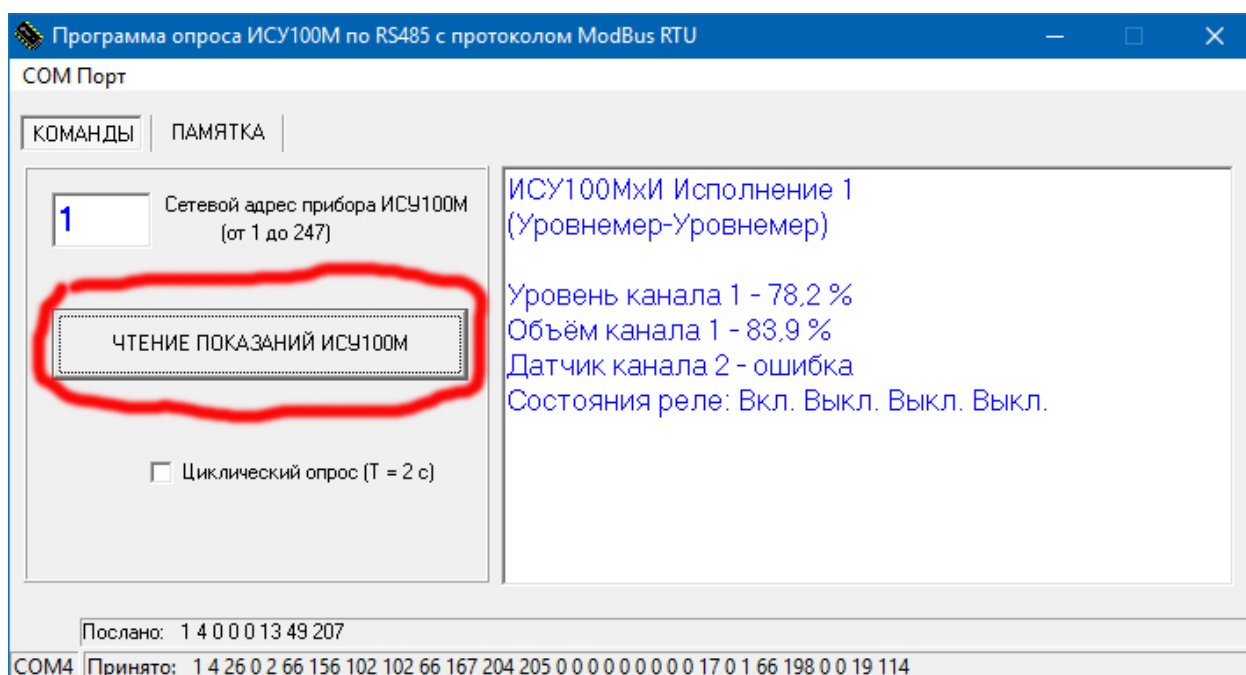 Программа опроса ИСУ100М по RS485 с протоколом ModBus RTU
COM Порт
КОМАНДЫ ПАМЯТКА
1
Сетевой адрес прибора ИСУ100М
(от 1 до 247)
ЧТЕНИЕ ПОКАЗАНИЙ ИСУ100М
Циклический опрос (T = 2 с)
ИСУ100МхИ Исполнение 1
(Уровнемер-Уровнемер)
Уровень канала 1 - 78,2 %
Объём канала 1 - 83,9 %
Датчик канала 2 - ошибка
Состояния реле: Вкл. Выкл. Выкл. Выкл.
Послано: 1 4 0 0 0 13 49 207
COM4 Принято: 1 4 26 0 2 66 156 102 102 66 167 204 205 0 0 0 0 0 0 0 0 0 17 0 1 66 198 0 0 19 114